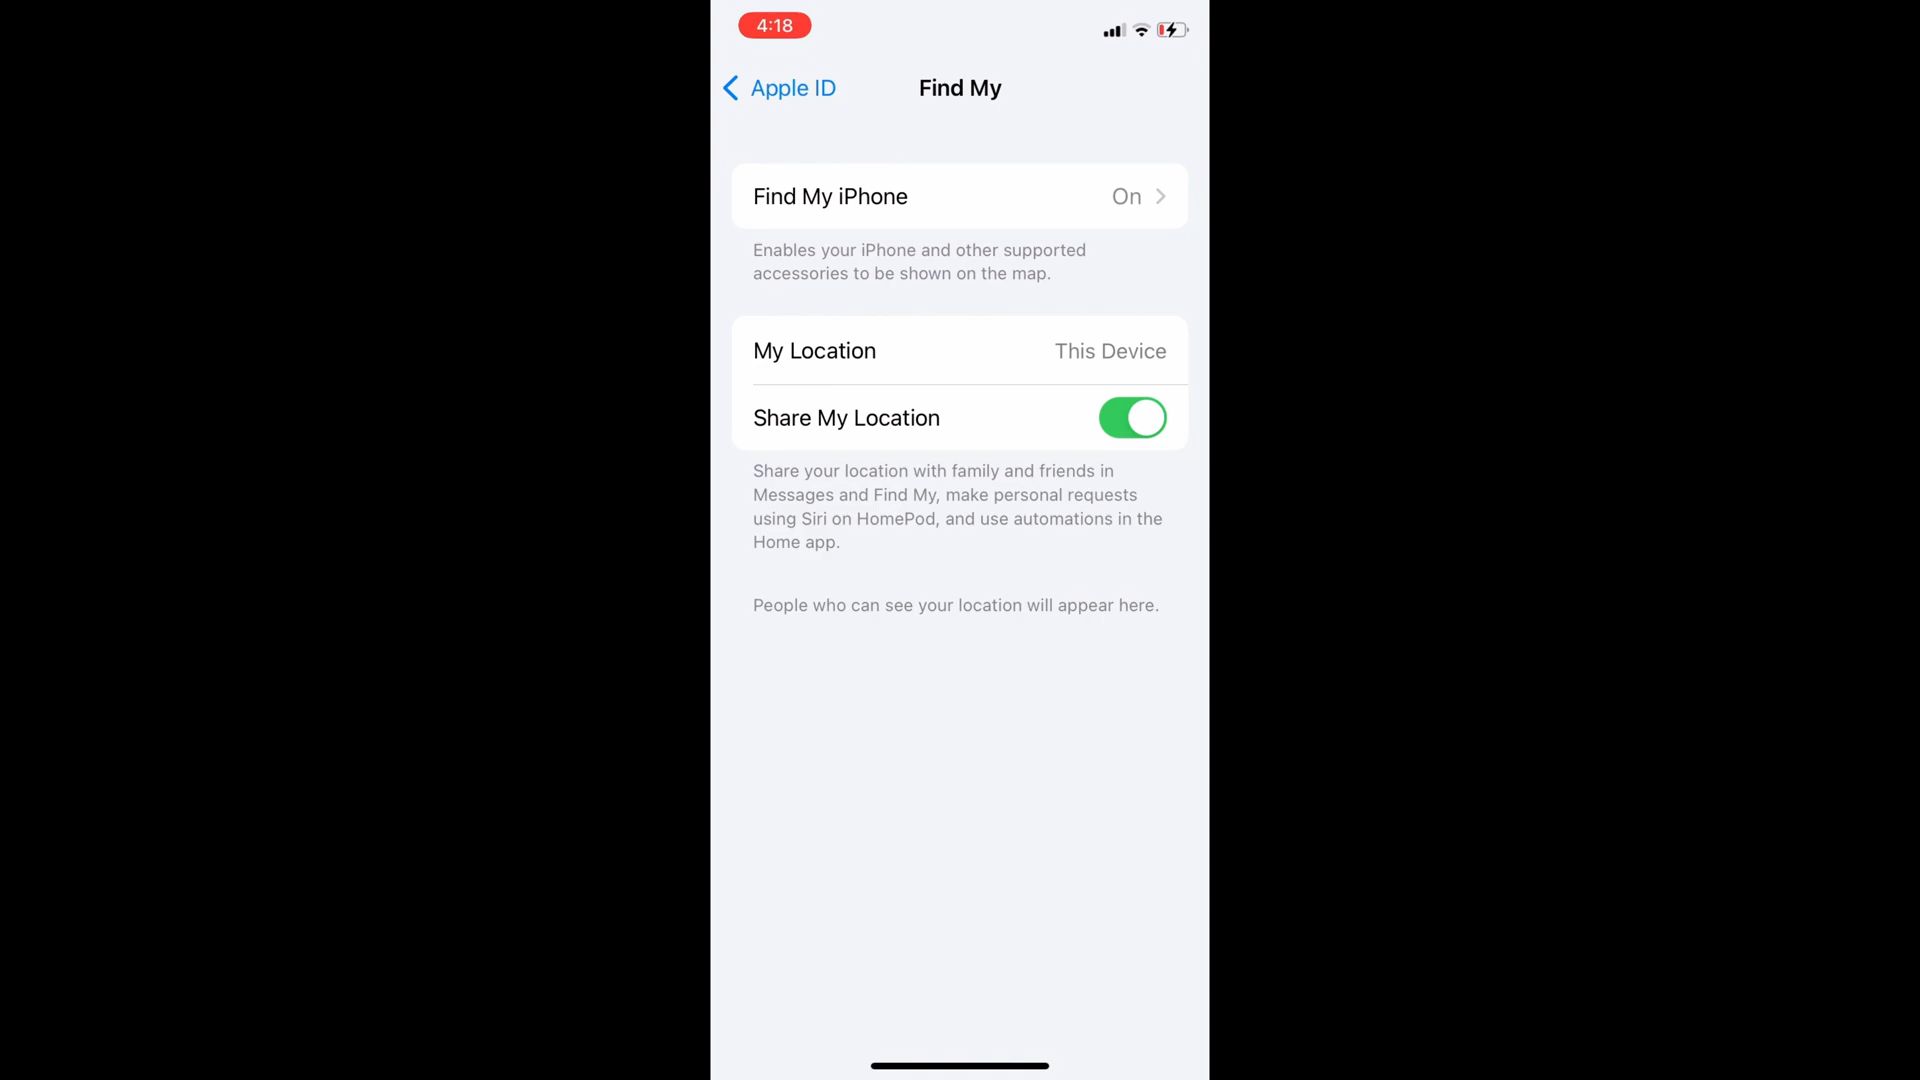 4:18
Apple ID
Find My
Find My iPhone On
Enables your iPhone and other supported
accessories to be shown on the map.
My Location This Device
Share My Location
Share your location with family and friends in
Messages and Find My, make personal requests
using Siri on HomePod, and use automations in the
Home app.
People who can see your location will appear here.